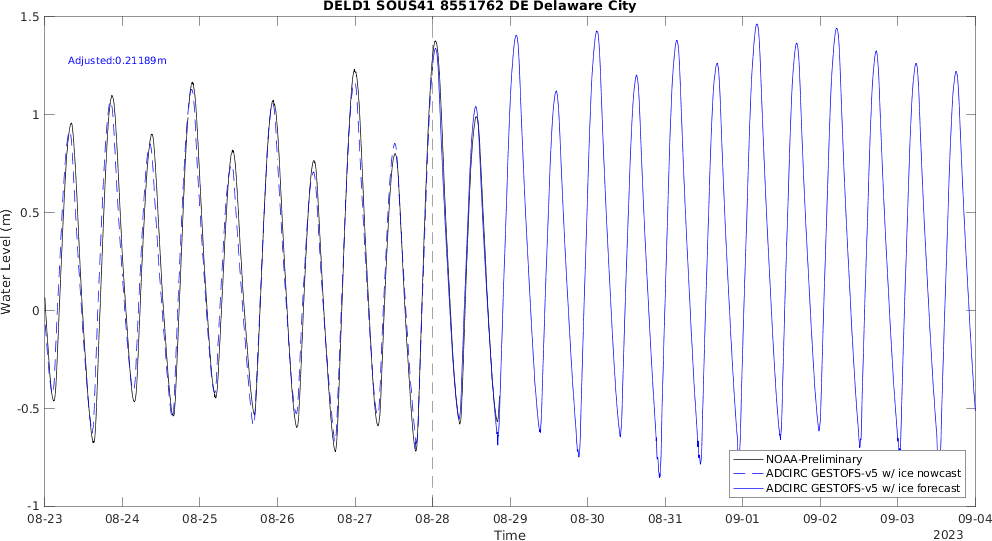 DELD1 SOUS41 8551762 DE Delaware City
Adjusted:0.21189m
Water Level (m)
1.5
1
0.5
0
-0.5
-1
08-23 08-24 08-25 08-26 08-27 08-28 08-29 08-30 08-31 09-01 09-02 09-03 09-04
Time
2023
NOAA-Preliminary
ADCIRC GESTOFS-v5 w/ ice nowcast
ADCIRC GESTOFS-v5 w/ ice forecast